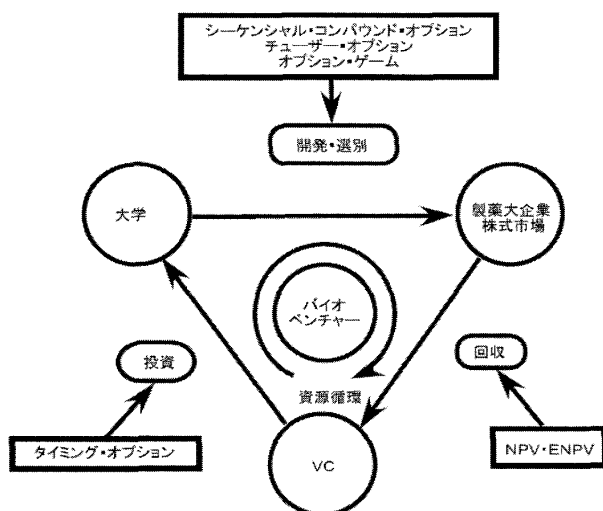 シーケンシャル・コンパウンド・オプション
チューザー・オプション
オプション・ゲーム
開発・選別
大学
製薬大企業
株式市場
バイオ
ベンチャー
投資
回収
資源循環
タイミング・オプション
VC
NPV・ENPV